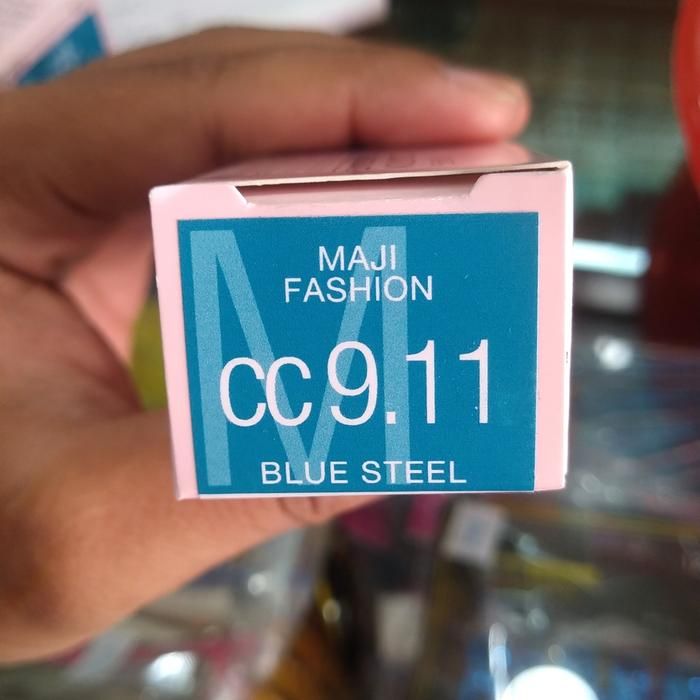 MAJI
FASHION
CC 9.11
BLUE STEEL